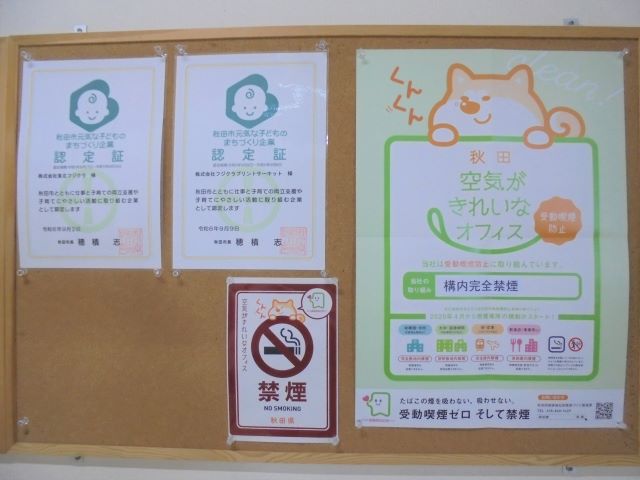 秋田市元気な子どもの
まちづくり企業
認定証
株式会社東北フジクラ 様
秋田市とともに仕事と子育ての両立支援や
子育てにやさしい活動に取り組む企業
として認定します
秋田市長 穂積 志
秋田市元気な子どもの
まちづくり企業
認定証
株式会社フジクラプリントサーキット 様
秋田市とともに仕事と子育ての両立支援や
子育てにやさしい活動に取り組む企業
として認定します
令和6年9月9日
秋田市長 穂積 志
空気がきれいなオフィス
禁煙
NO SMOKING
秋田県
clean!
くんくん
秋田
空気が
きれいな
オフィス
受動喫煙
防止
当社は受動喫煙防止に取り組んでいます。
当社の
取り組み
構内完全禁煙
たばこの煙を吸わない、吸わせない。
受動喫煙ゼロ そして禁煙